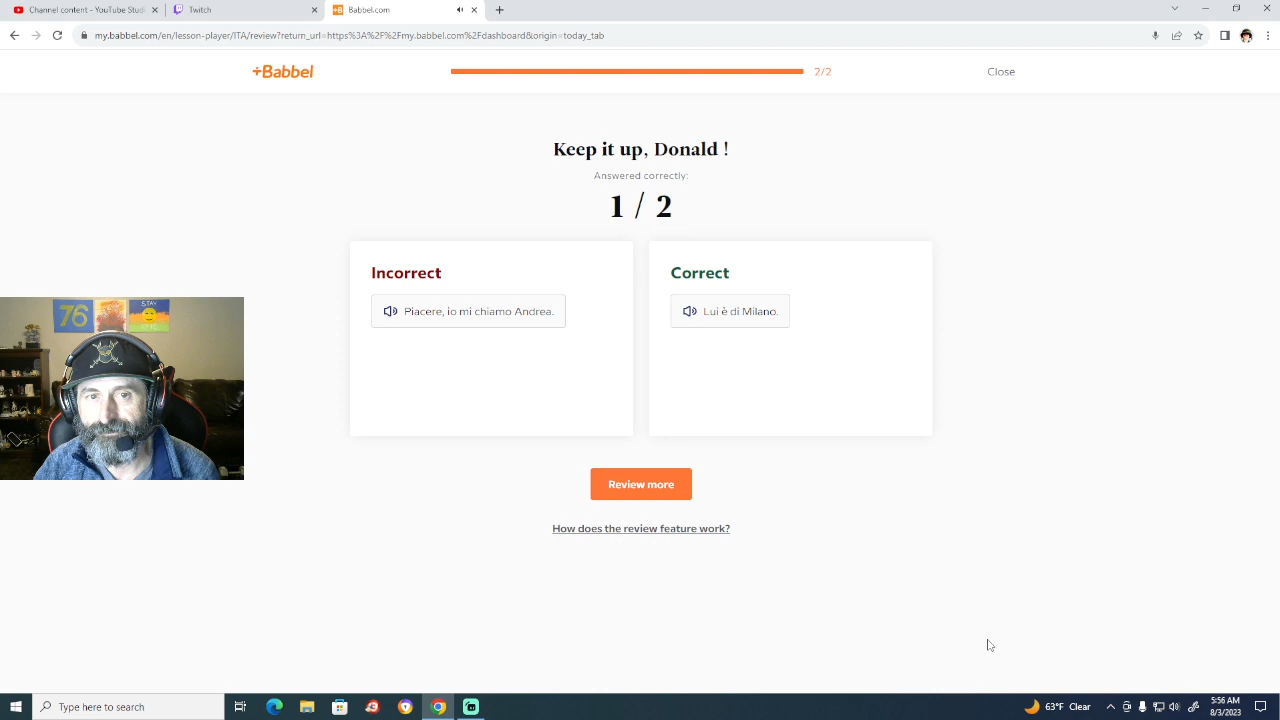 Channel content - YouTube Studi
Twitch
Babbel.com
my.babbel.com/en/lesson-player/ITA/review?return_url=https%3A%2F%2Fmy.babbel.com%2Fdashboard&origin=today_tab
+Babbel
2/2
Close
Keep it up, Donald !
Answered correctly:
1 / 2
Incorrect
Correct
Piacere, io mi chiamo Andrea.
Lui è di Milano.
76
STAY
Review more
How does the review feature work?
Type here to search
63°F Clear
5:56 AM
8/3/2023